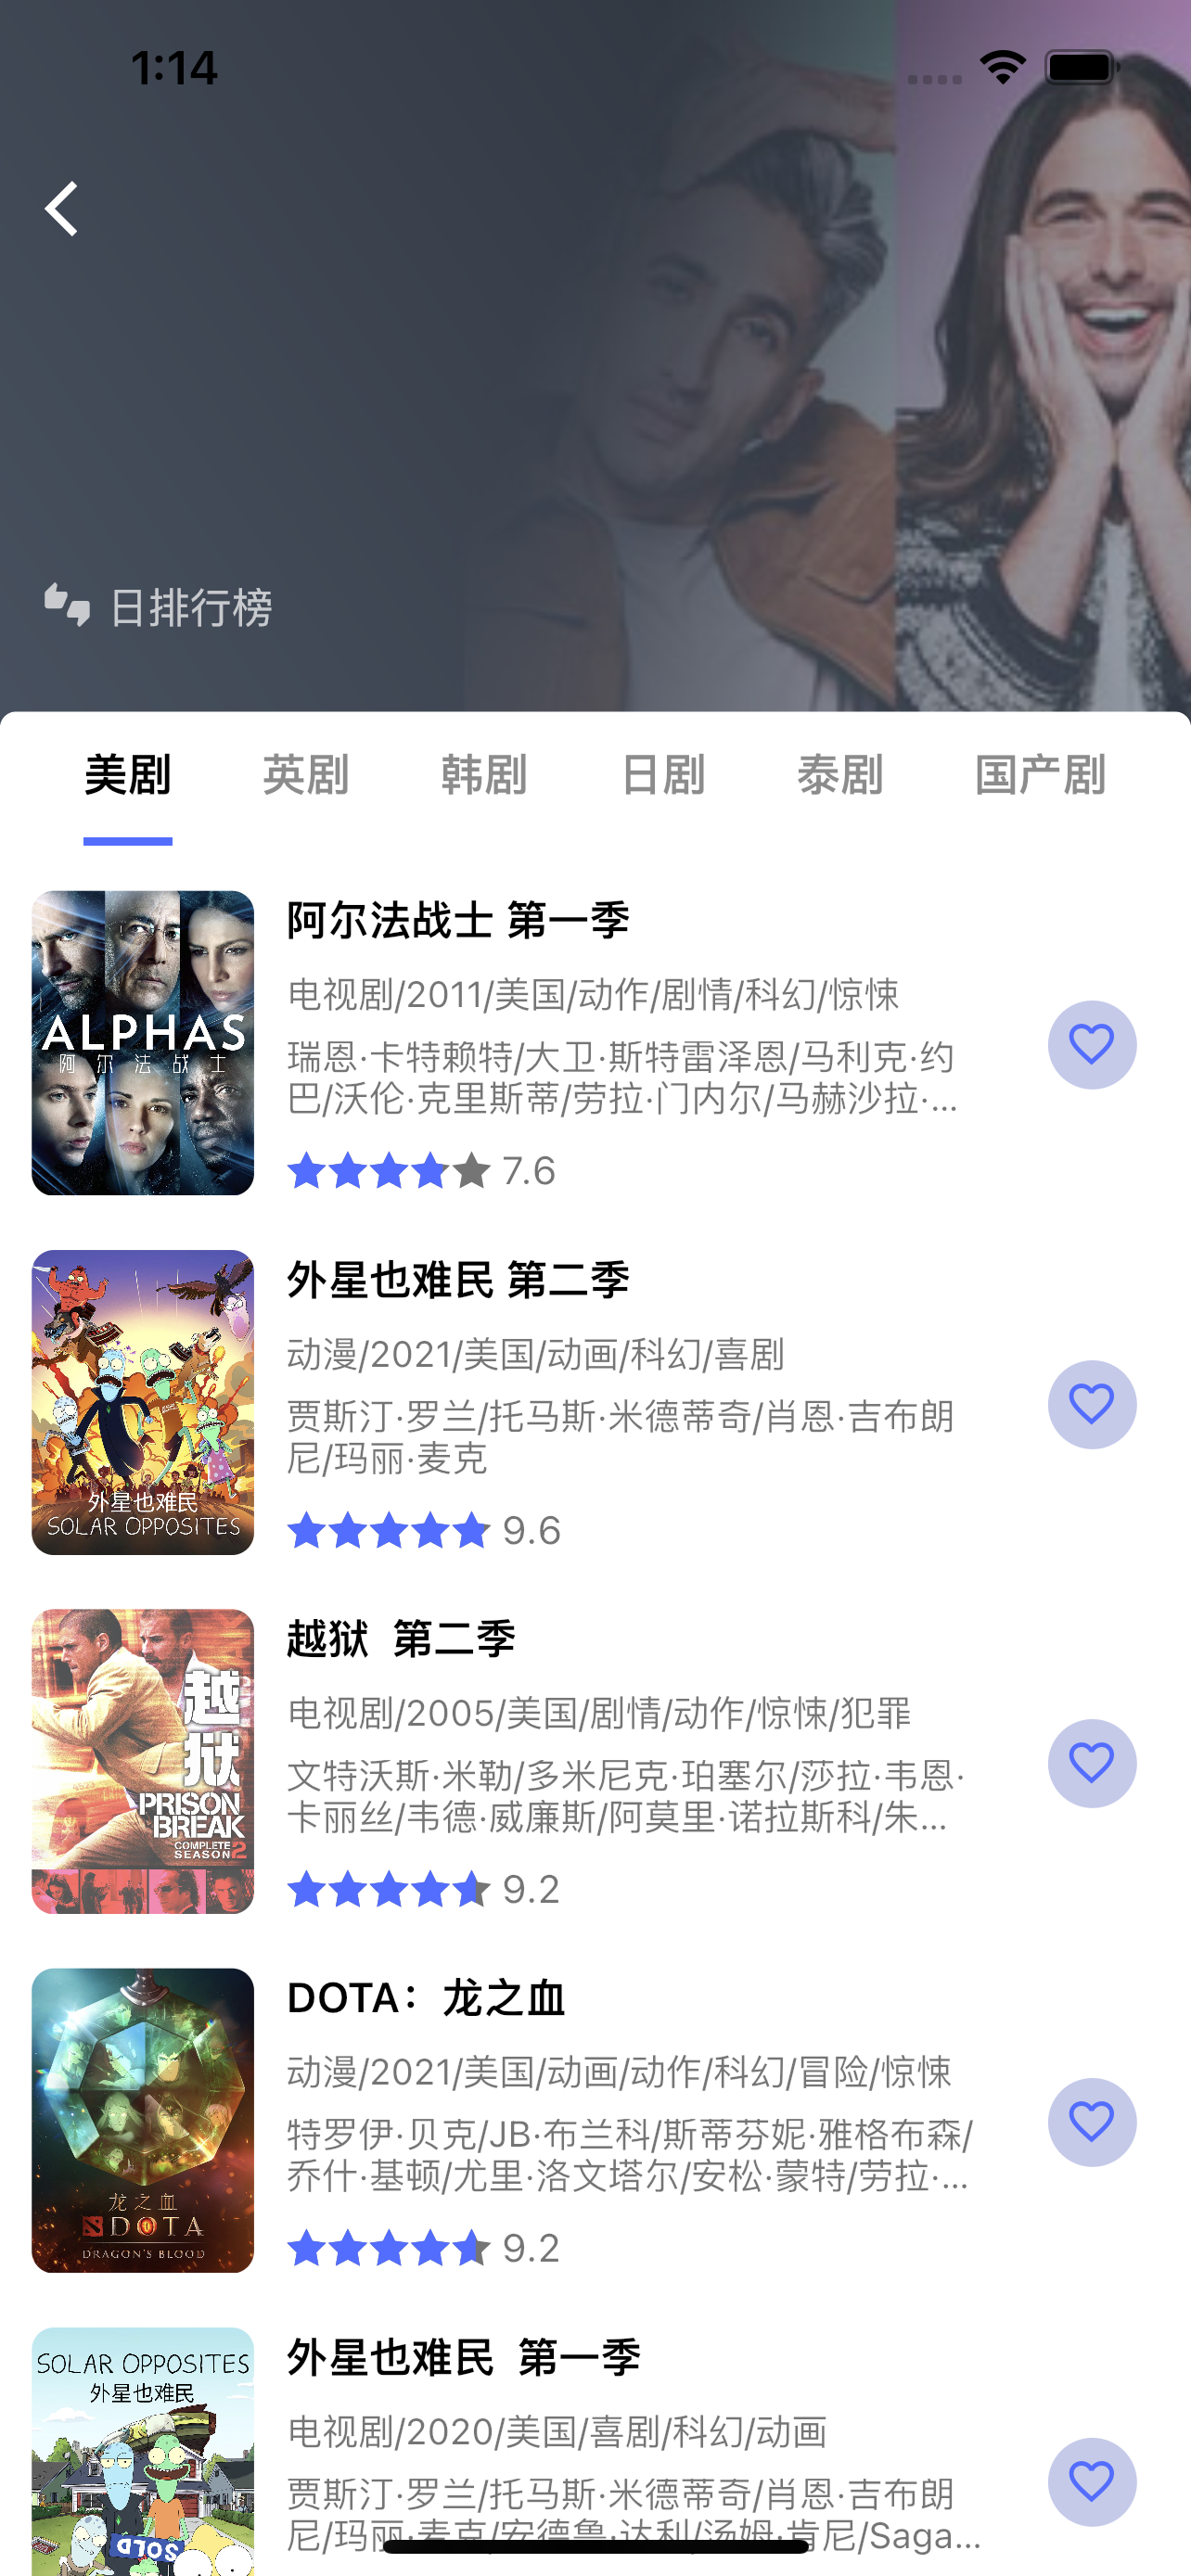 1:14
日排行榜
美剧 英剧 韩剧 日剧 泰剧 国产剧
ALPHAS
阿尔法战士
阿尔法战士 第一季
电视剧/2011/美国/动作/剧情/科幻/惊悚
瑞恩·卡特赖特/大卫·斯特雷泽恩/马利克·约
巴/沃伦·克里斯蒂/劳拉·门内尔/马赫沙拉·...
7.6
外星也难民
SOLAR OPPOSITES
外星也难民 第二季
动漫/2021/美国/动画/科幻/喜剧
贾斯汀·罗兰/托马斯·米德蒂奇/肖恩·吉布朗
尼/玛丽·麦克
9.6
越
狱
PRISON
BREAK
COMPLETE
SEASON 2
越狱 第二季
电视剧/2005/美国/剧情/动作/惊悚/犯罪
文特沃斯·米勒/多米尼克·珀塞尔/莎拉·韦恩·
卡丽丝/韦德·威廉斯/阿莫里·诺拉斯科/朱...
9.2
龙之血
DOTA
DRAGON'S BLOOD
DOTA：龙之血
动漫/2021/美国/动画/动作/科幻/冒险/惊悚
特罗伊·贝克/JB·布兰科/斯蒂芬妮·雅格布森/
乔什·基顿/尤里·洛文塔尔/安松·蒙特/劳拉·...
9.2
SOLAR OPPOSITES
外星也难民
SOLD
外星也难民 第一季
电视剧/2020/美国/喜剧/科幻/动画
贾斯汀·罗兰/托马斯·米德蒂奇/肖恩·吉布朗
尼/玛丽·麦克/安德鲁·达利/汤姆·肯尼/Saga...